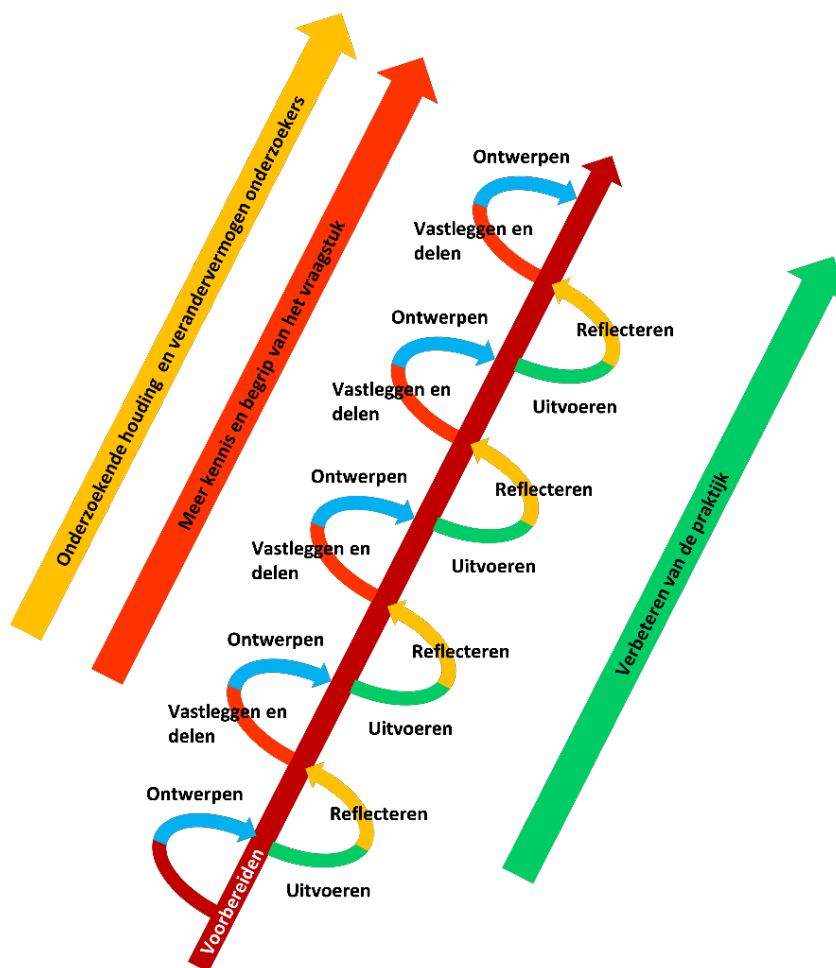 Onderzoekende houding en verandervermogen onderzoekers
Meer kennis en begrip van het vraagstuk
Ontwerpen
Vastleggen en
delen
Reflecteren
Uitvoeren
Ontwerpen
Vastleggen en
delen
Reflecteren
Uitvoeren
Ontwerpen
Vastleggen en
delen
Reflecteren
Uitvoeren
Ontwerpen
Vastleggen en
delen
Reflecteren
Uitvoeren
Ontwerpen
Voorbereiden
Verbeteren van de praktijk